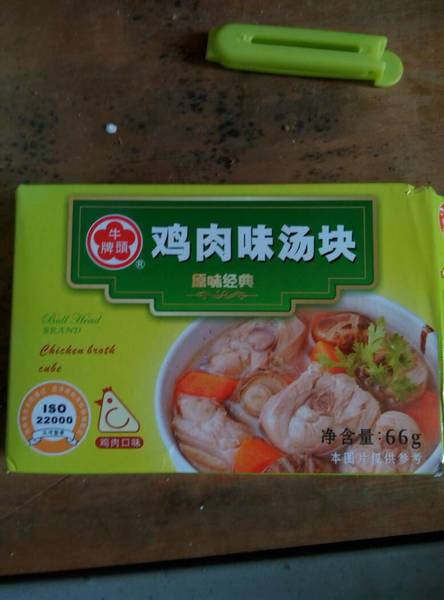 牛
牌頭
®
鸡肉味汤块
原味经典
Bull Head
BRAND
Chicken broth
cube
ISO
22000
鸡肉口味
净含量:66g
本图片仅供参考